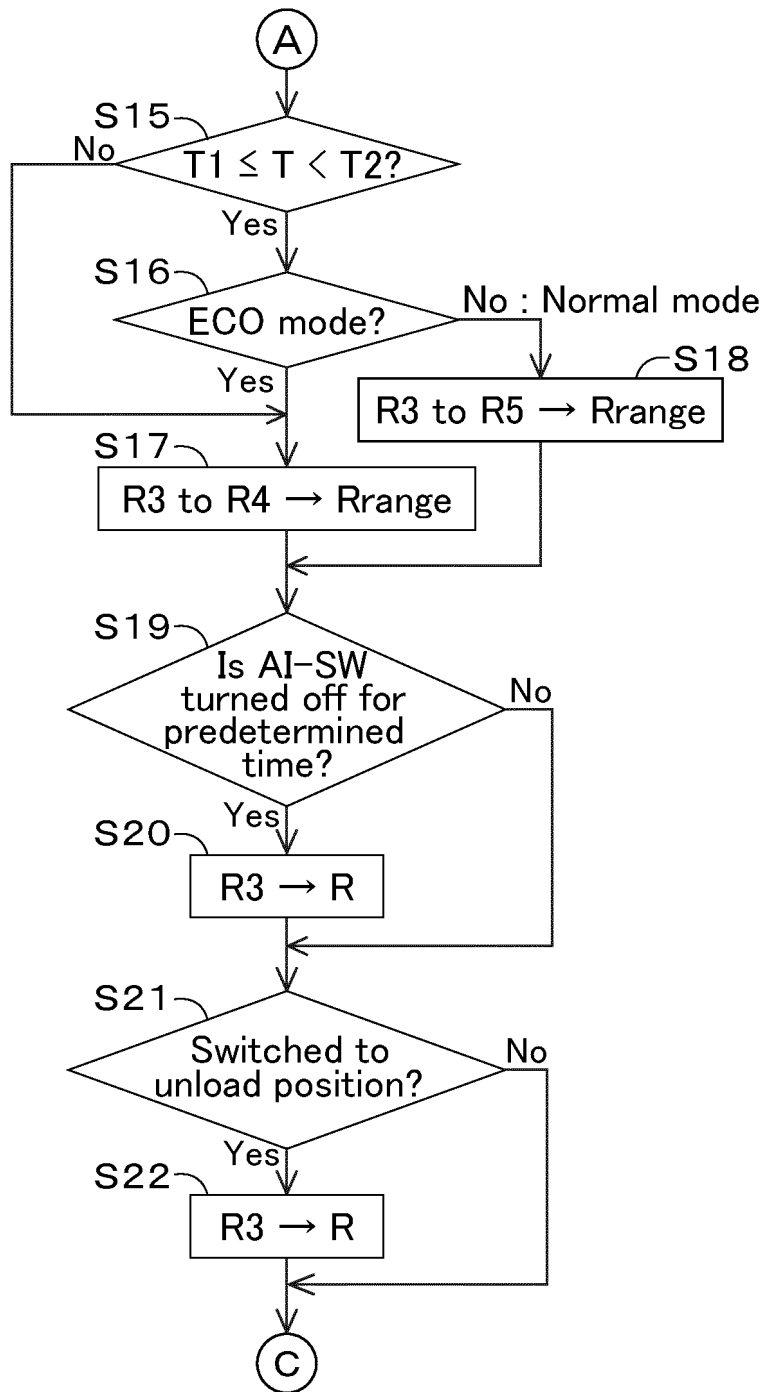 A
S15
No
T1 ≤ T < T2?
Yes
S16
ECO mode?
No : Normal mode
Yes
S18
R3 to R5 → Rrange
S17
R3 to R4 → Rrange
S19
Is AI-SW
turned off for
predetermined
time?
No
Yes
S20
R3 → R
S21
Switched to
unload position?
No
Yes
S22
R3 → R
C